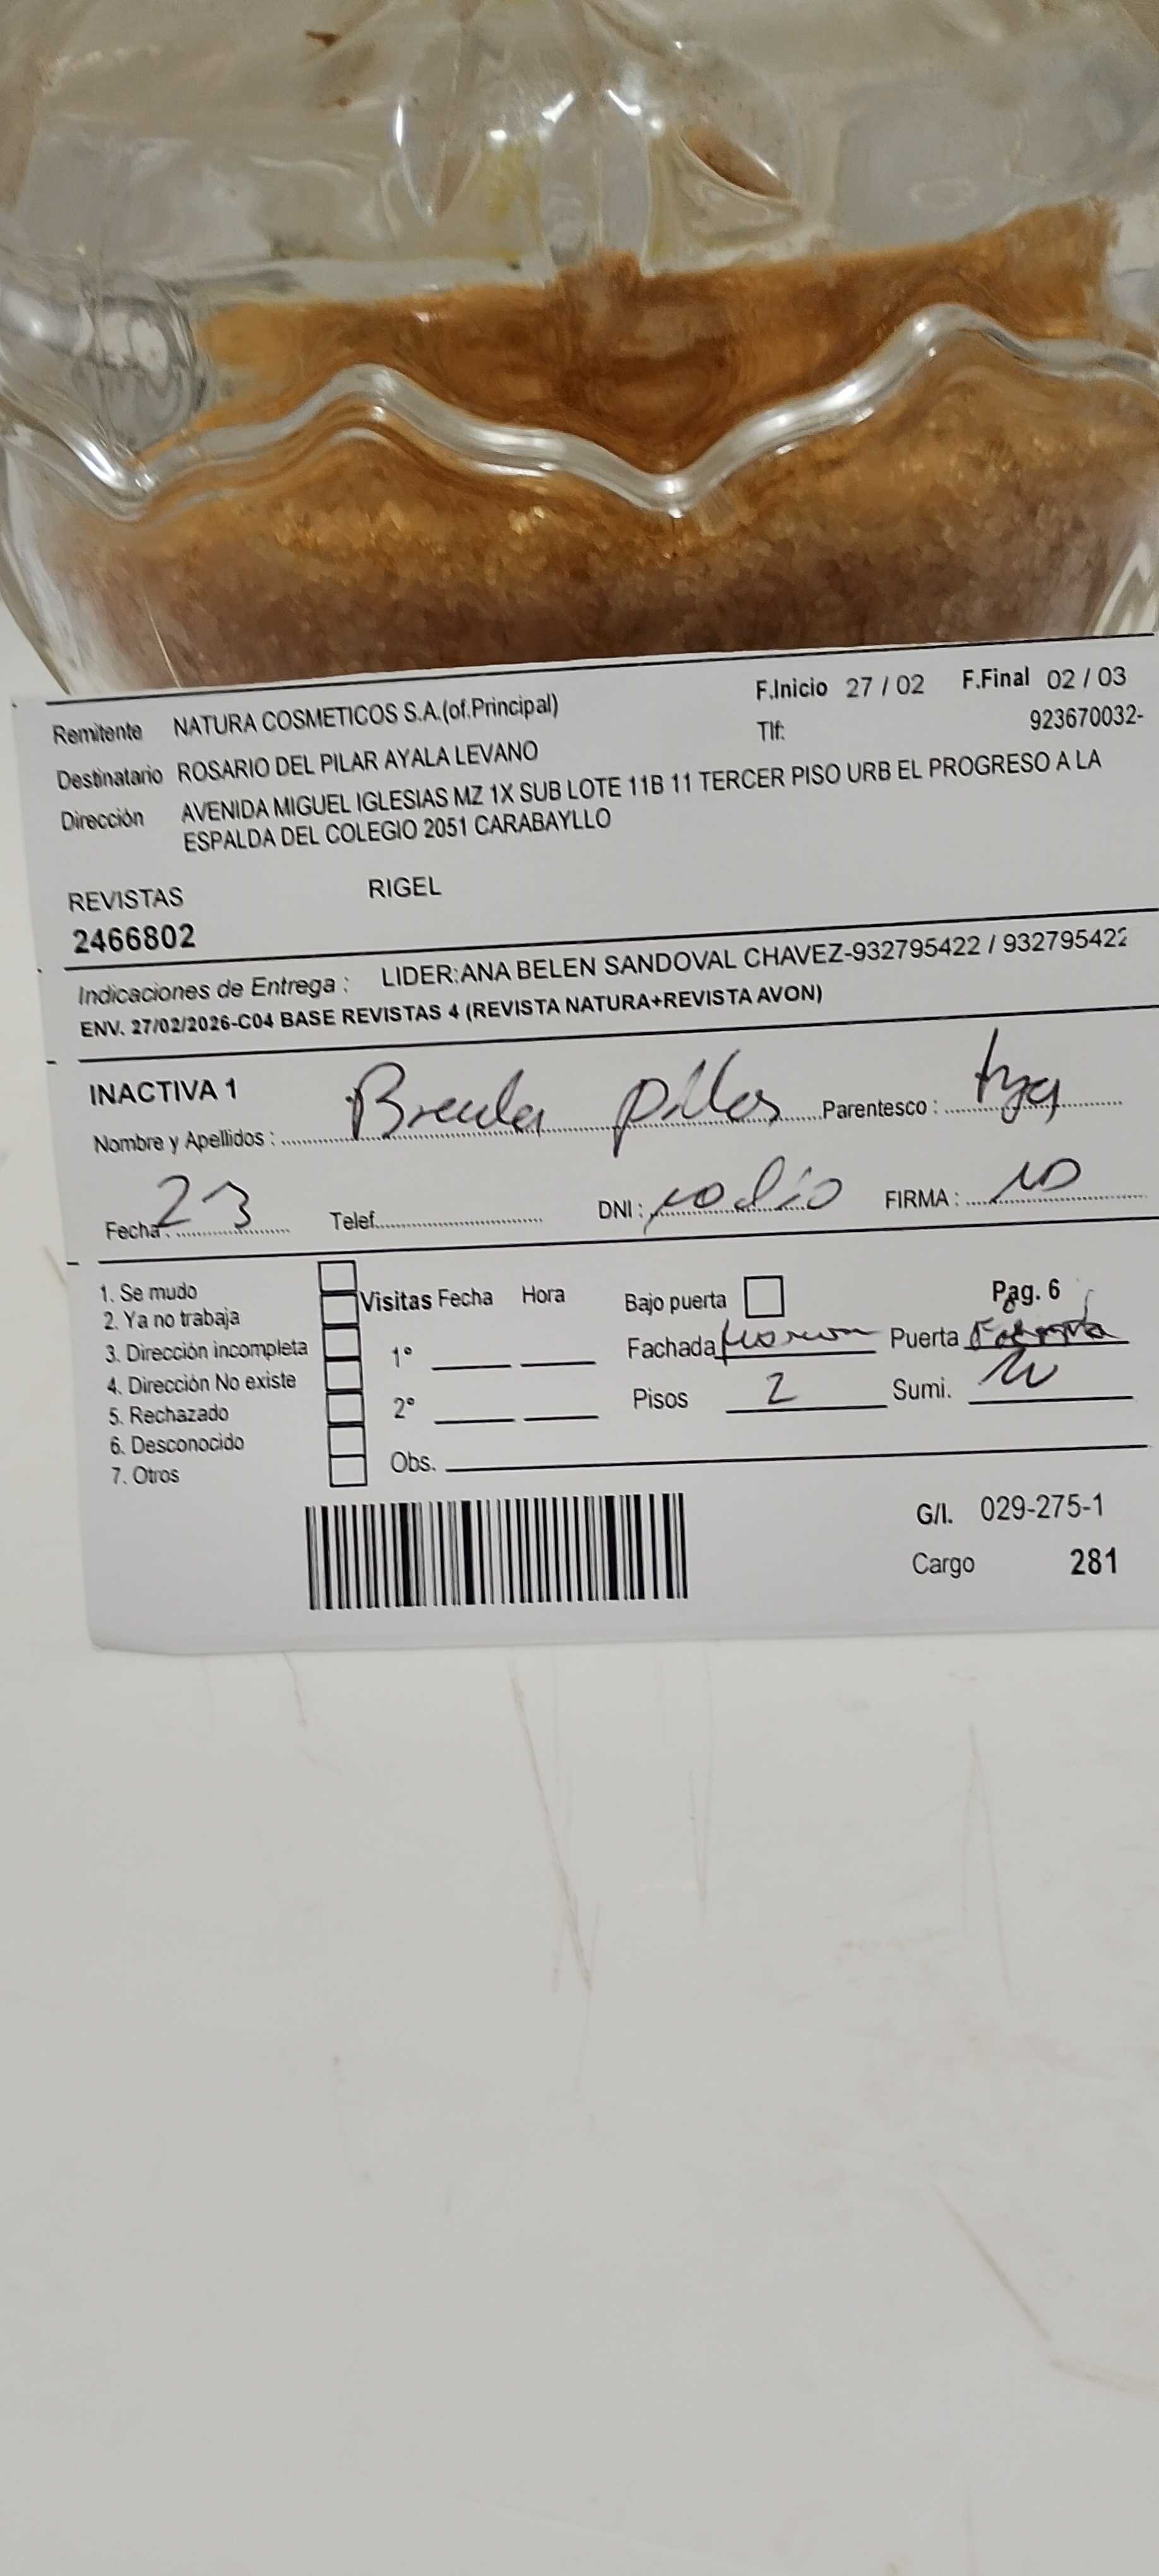 F.Inicio 27 / 02 F.Final 02 / 03
Remitente NATURA COSMETICOS S.A.(of.Principal)
Tlf: 923670032-
Destinatario ROSARIO DEL PILAR AYALA LEVANO
Dirección AVENIDA MIGUEL IGLESIAS MZ 1X SUB LOTE 11B 11 TERCER PISO URB EL PROGRESO A LA
ESPALDA DEL COLEGIO 2051 CARABAYLLO
REVISTAS RIGEL
2466802
Indicaciones de Entrega : LIDER:ANA BELEN SANDOVAL CHAVEZ-932795422 / 932795422
ENV. 27/02/2026-C04 BASE REVISTAS 4 (REVISTA NATURA+REVISTA AVON)
INACTIVA 1
Nombre y Apellidos : Parentesco :
Fecha : 23 Telef. DNI : no dio FIRMA :
1. Se mudo
2. Ya no trabaja
3. Dirección incompleta
4. Dirección No existe
5. Rechazado
6. Desconocido
7. Otros
Visitas Fecha Hora
1°
2°
Obs.
Bajo puerta Pag. 6
Fachada Puerta
Pisos 2 Sumi.
G/I. 029-275-1
Cargo 281